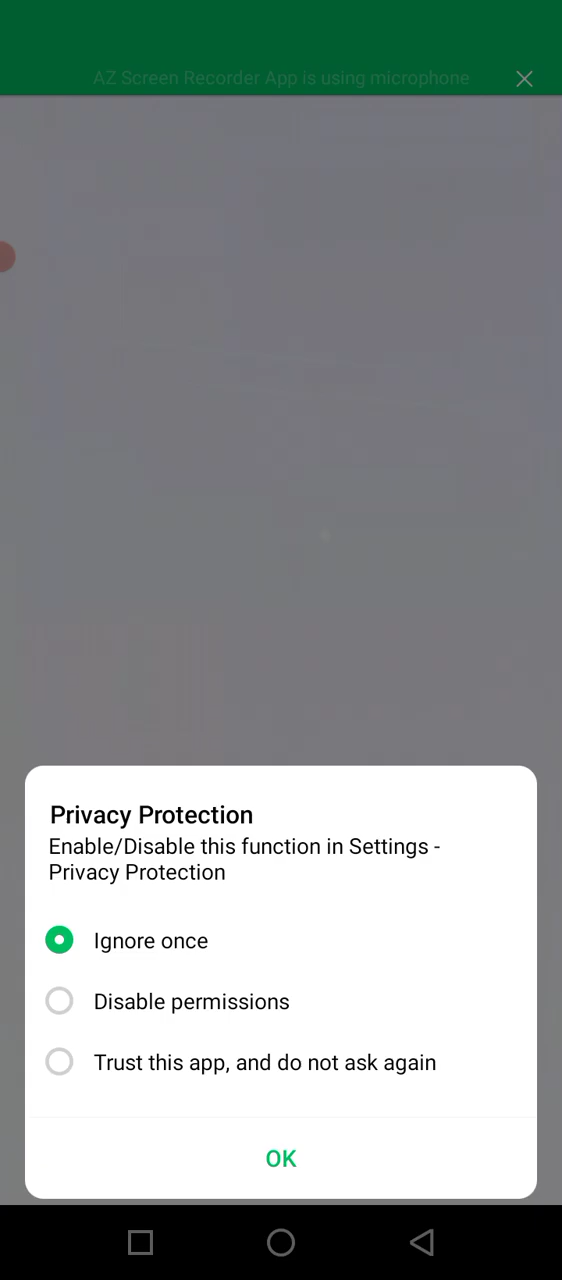 AZ Screen Recorder App is using microphone
Privacy Protection
Enable/Disable this function in Settings -
Privacy Protection
Ignore once
Disable permissions
Trust this app, and do not ask again
OK